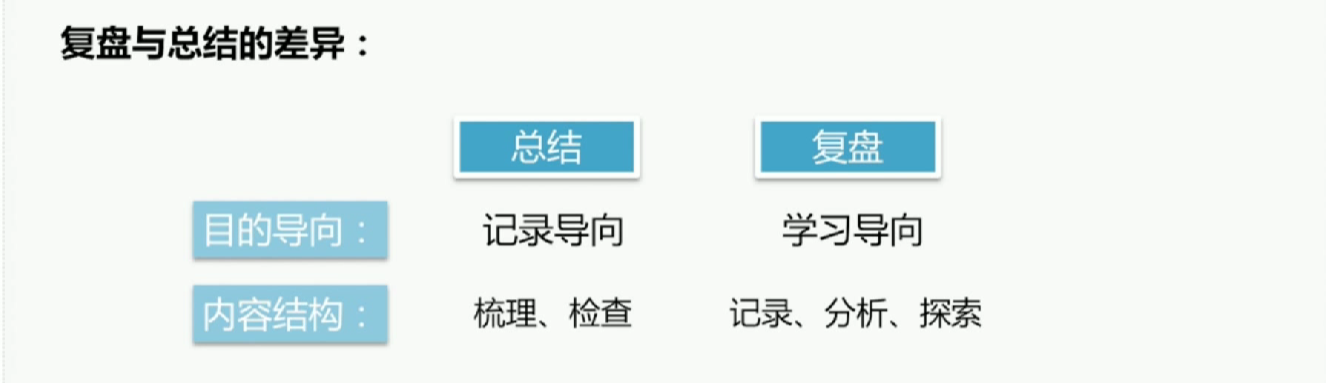 复盘与总结的差异：
总结 复盘
目的导向： 记录导向 学习导向
内容结构： 梳理、检查 记录、分析、探索